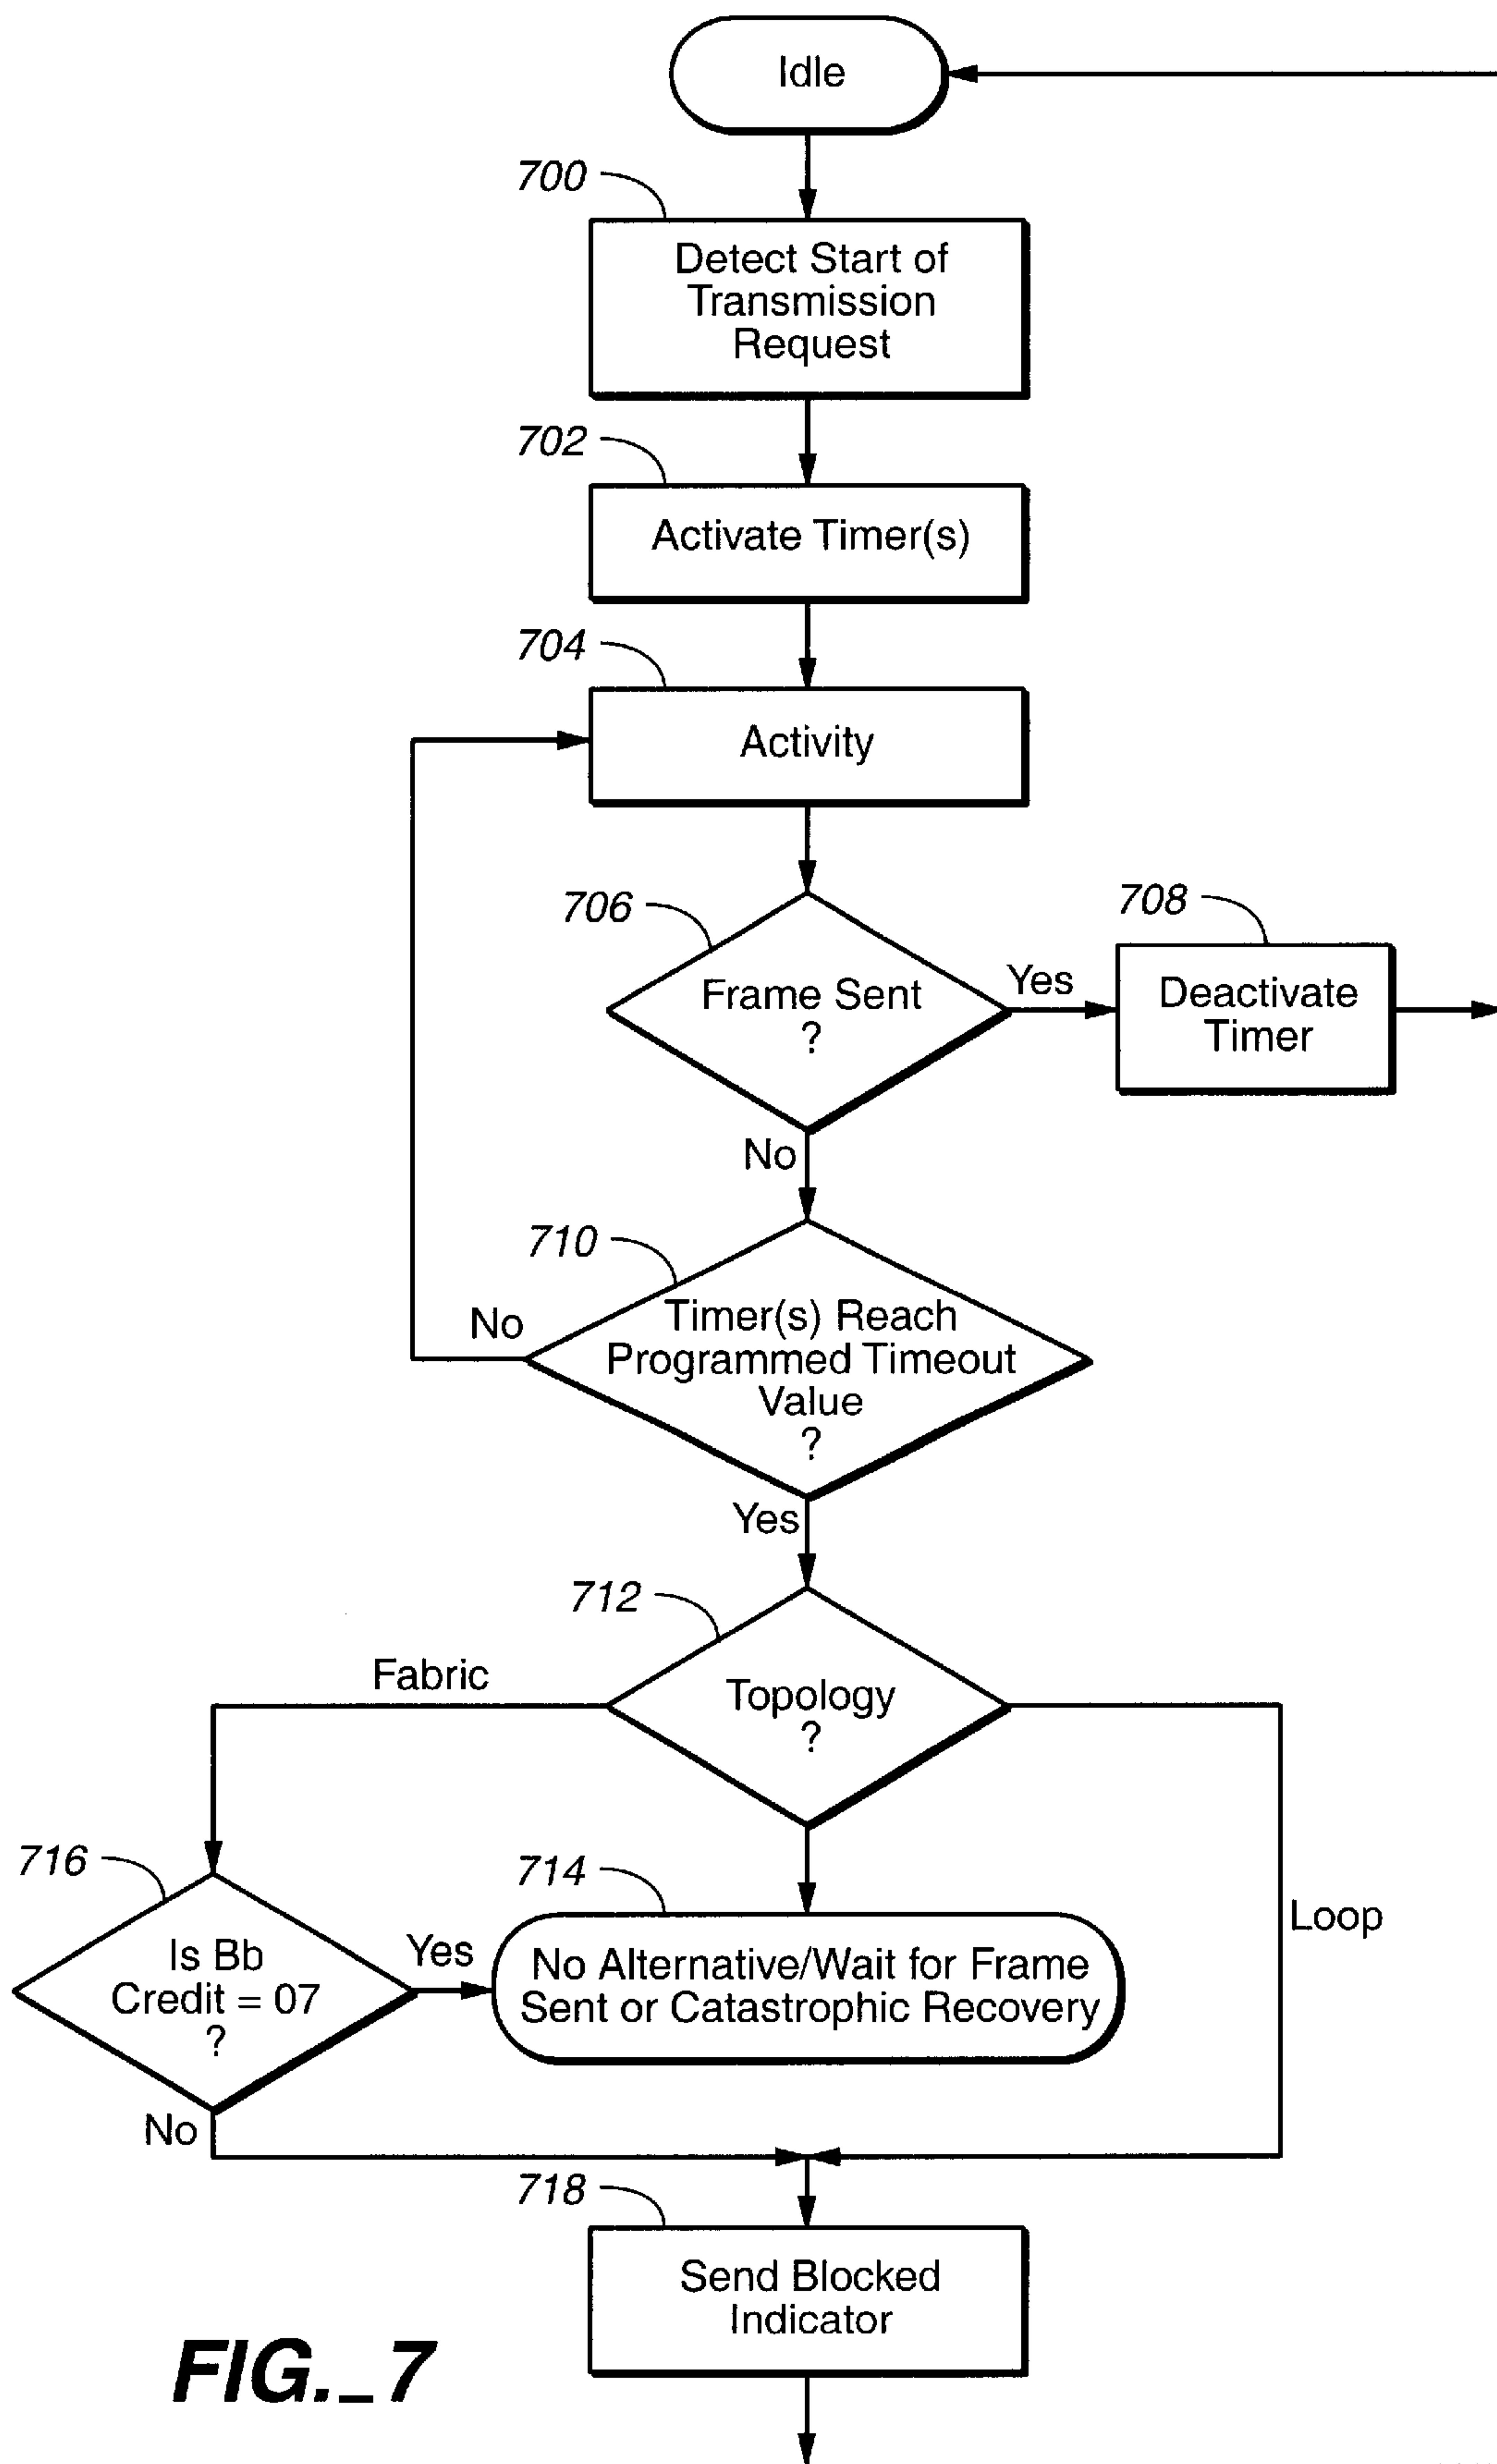 Idle
700
Detect Start of
Transmission
Request
702
Activate Timer(s)
704
Activity
706
Frame Sent
?
Yes
708
Deactivate
Timer
No
710
Timer(s) Reach
Programmed Timeout
Value
?
No
Yes
712
Topology
?
Fabric
Loop
716
Is Bb
Credit = 07
?
Yes
714
No Alternative/Wait for Frame
Sent or Catastrophic Recovery
No
718
Send Blocked
Indicator
FIG._7